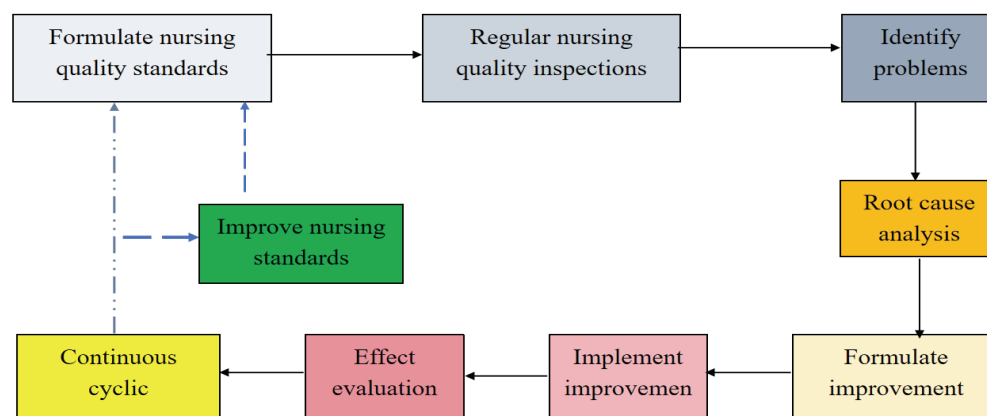 Formulate nursing
quality standards
Regular nursing
quality inspections
Identify
problems
Root cause
analysis
Improve nursing
standards
Continuous
cyclic
Effect
evaluation
Implement
improvemen
Formulate
improvement